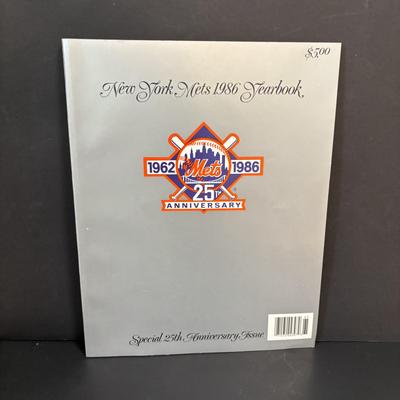 $5.00
New York Mets 1986 Yearbook
1962 Mets 1986
25th
ANNIVERSARY
Special 25th Anniversary Issue